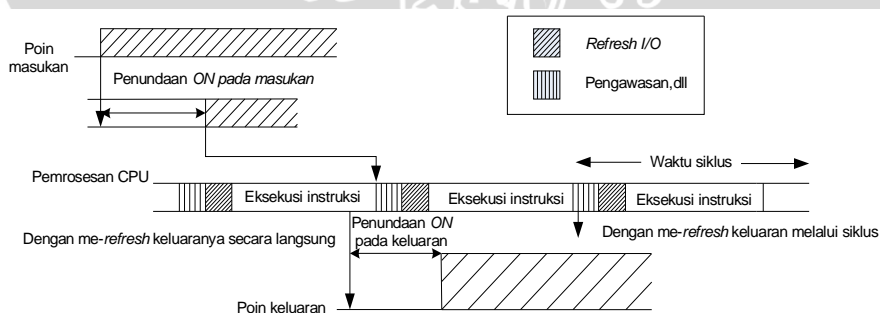 Poin
masukan
Penundaan ON pada masukan
Refresh I/O
Pengawasan,dll
Waktu siklus
Pemrosesan CPU
Eksekusi instruksi
Eksekusi instruksi
Eksekusi instruksi
Dengan me-refresh keluaranya secara langsung
Penundaan ON
pada keluaran
Dengan me-refresh keluaran melalui siklus
Poin keluaran